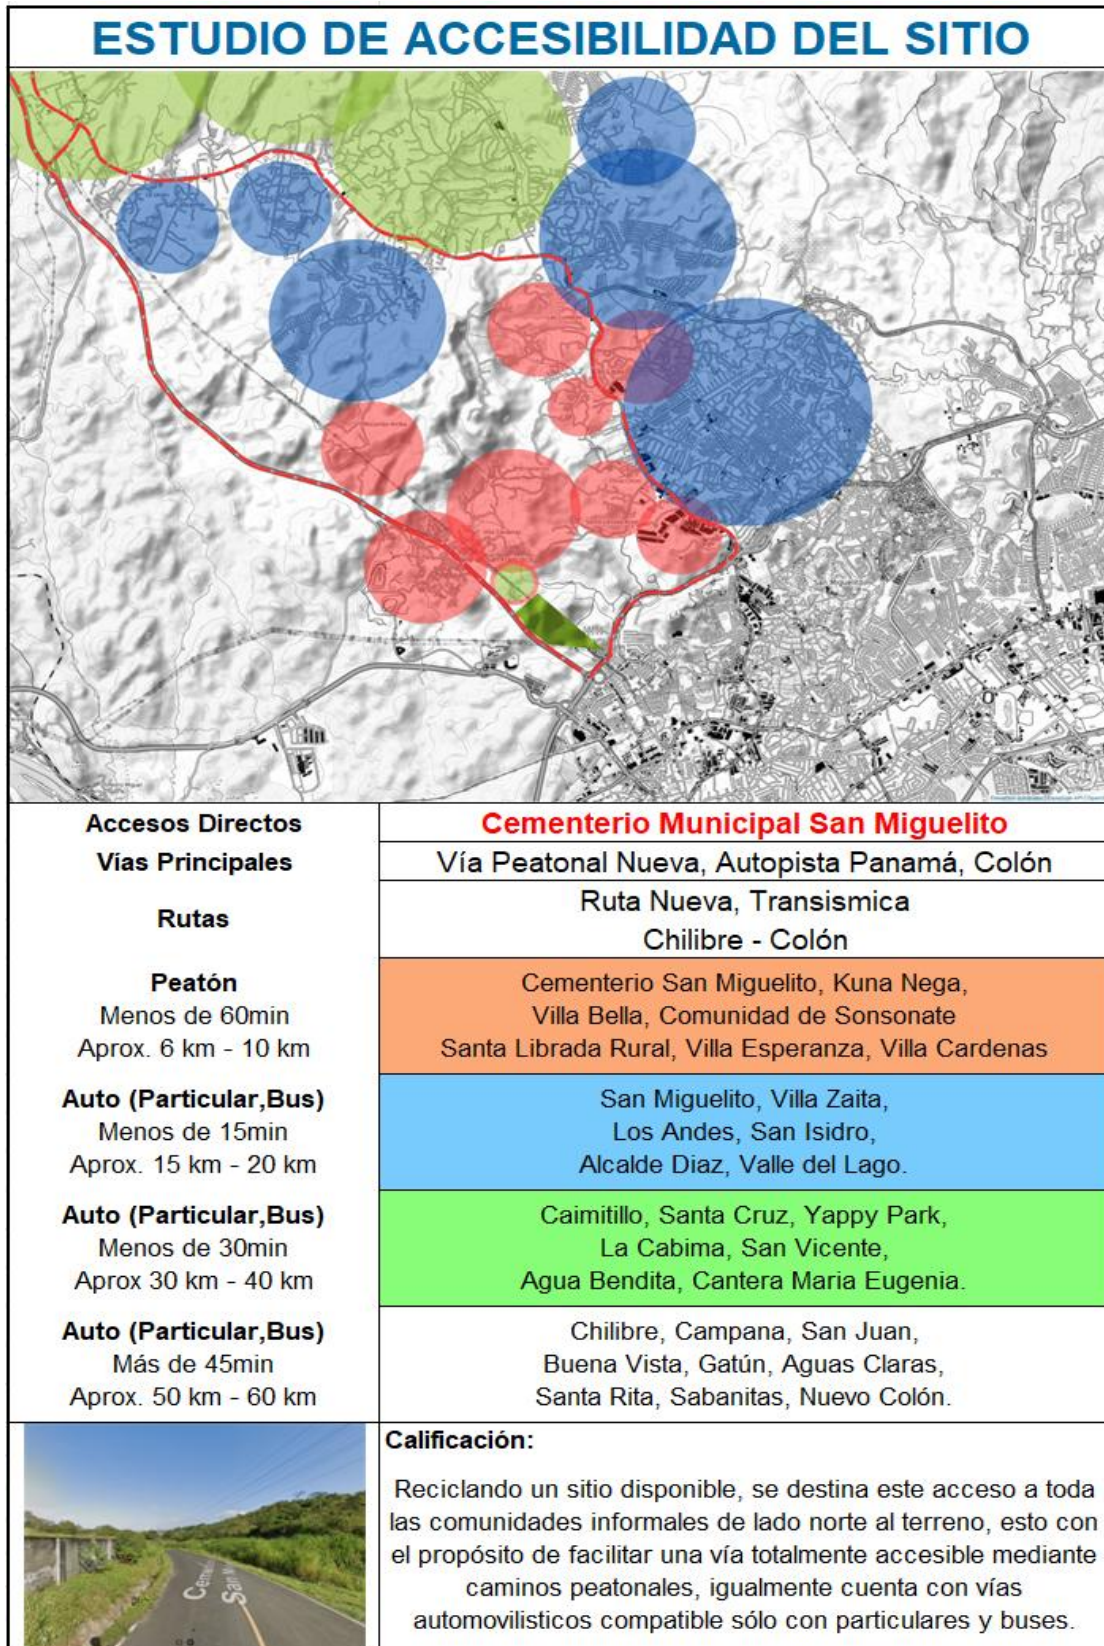 ESTUDIO DE ACCESIBILIDAD DEL SITIO
Accesos Directos
Cementerio Municipal San Miguelito
Vías Principales
Vía Peatonal Nueva, Autopista Panamá, Colón
Rutas
Ruta Nueva, Transismica
Chilibre - Colón
Peatón
Menos de 60min
Aprox. 6 km - 10 km
Cementerio San Miguelito, Kuna Nega,
Villa Bella, Comunidad de Sonsonate
Santa Librada Rural, Villa Esperanza, Villa Cardenas
Auto (Particular,Bus)
Menos de 15min
Aprox. 15 km - 20 km
San Miguelito, Villa Zaita,
Los Andes, San Isidro,
Alcalde Diaz, Valle del Lago.
Auto (Particular,Bus)
Menos de 30min
Aprox 30 km - 40 km
Caimitillo, Santa Cruz, Yappy Park,
La Cabima, San Vicente,
Agua Bendita, Cantera Maria Eugenia.
Auto (Particular,Bus)
Más de 45min
Aprox. 50 km - 60 km
Chilibre, Campana, San Juan,
Buena Vista, Gatún, Aguas Claras,
Santa Rita, Sabanitas, Nuevo Colón.
Calificación:
Reciclando un sitio disponible, se destina este acceso a toda
las comunidades informales de lado norte al terreno, esto con
el propósito de facilitar una vía totalmente accesible mediante
caminos peatonales, igualmente cuenta con vías
automovilisticos compatible sólo con particulares y buses.